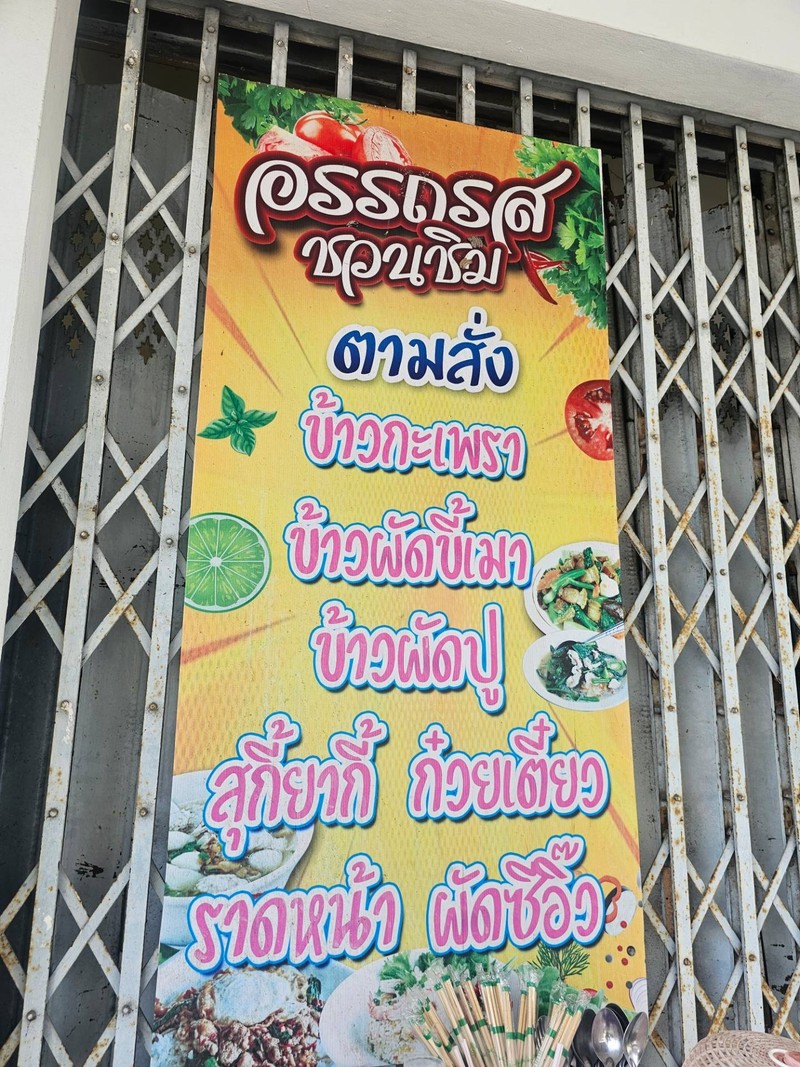 อรรถรส
ชวนชิม
ตามสั่ง
ข้าวกะเพรา
ข้าวผัดขี้เมา
ข้าวผัดปู
สุกี้ยากี้ ก๋วยเตี๋ยว
ราดหน้า ผัดซีอิ๊ว